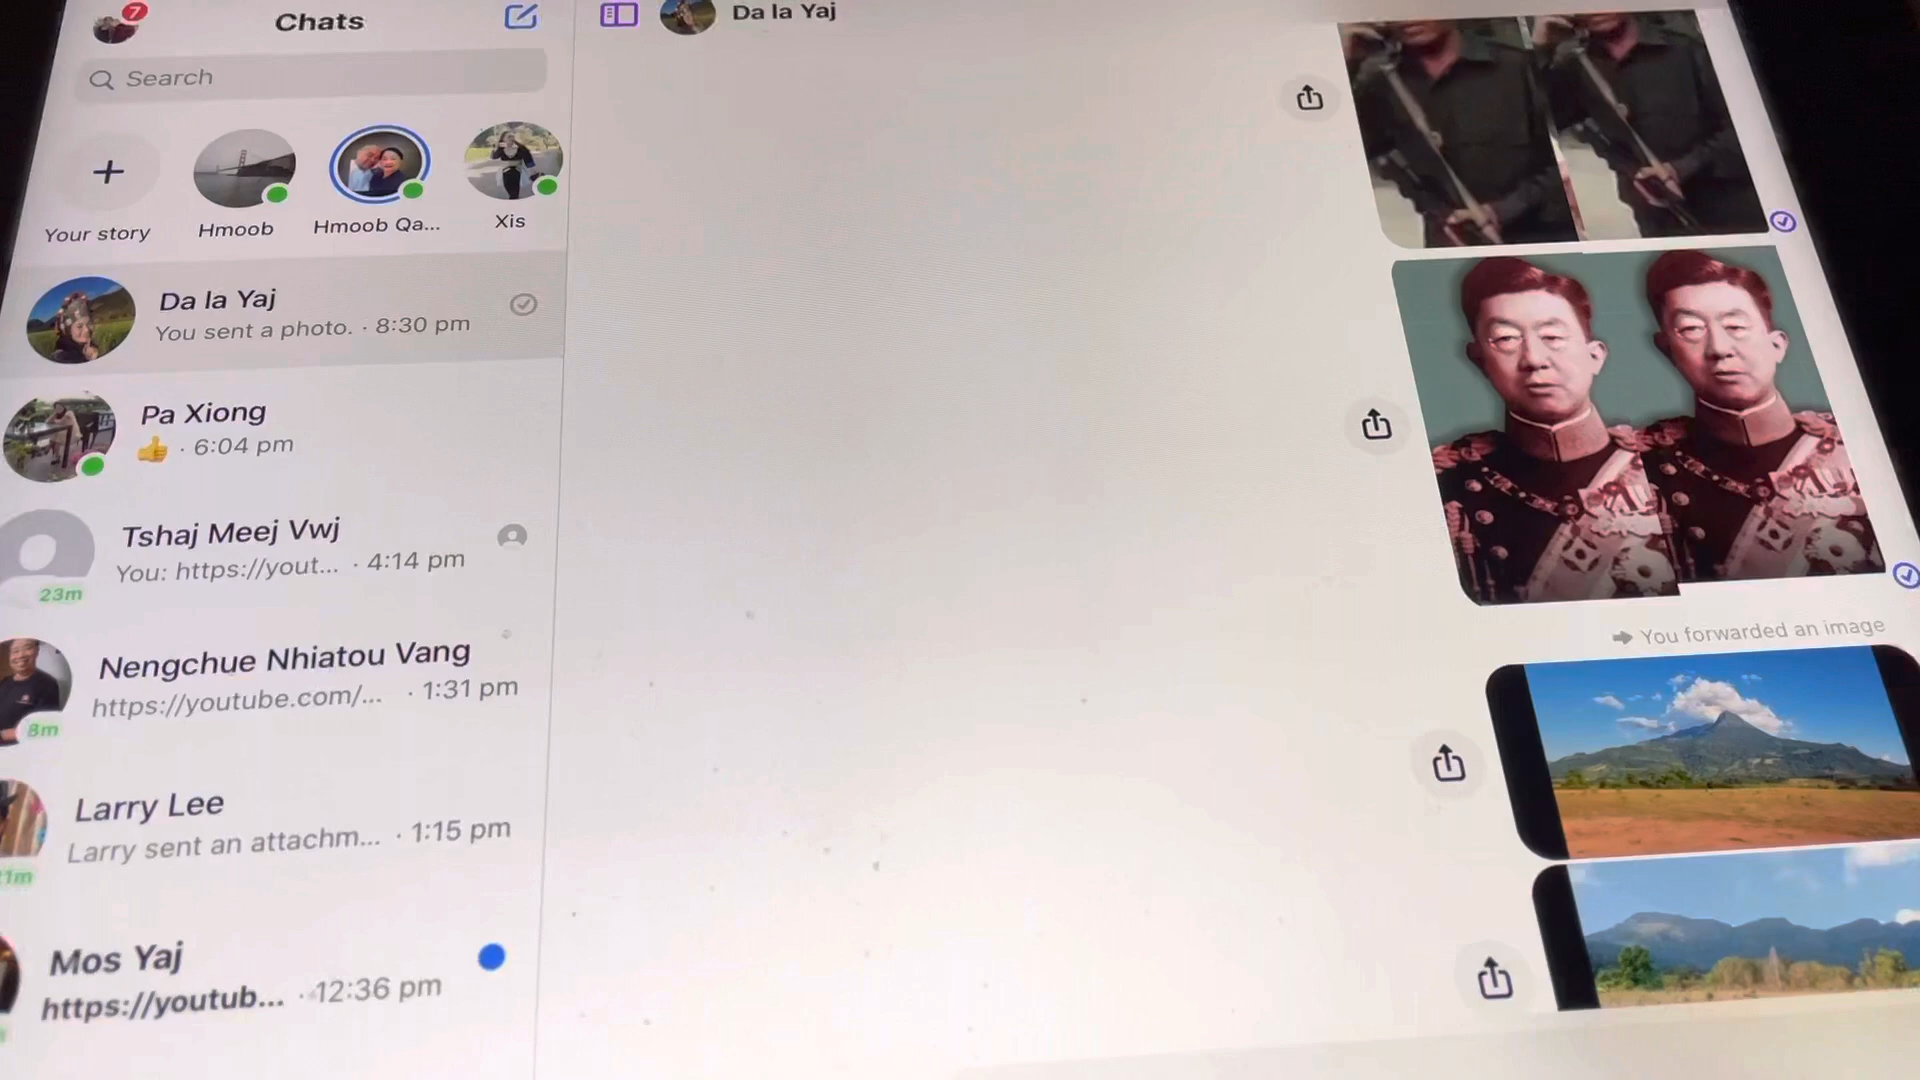 7
Chats
Search
Your story
Hmoob
Hmoob Qa...
Xis
Da la Yaj
You sent a photo. · 8:30 pm
Pa Xiong
👍 · 6:04 pm
Tshaj Meej Vwj
You: https://yout... · 4:14 pm
23m
Nengchue Nhiatou Vang
https://youtube.com/... · 1:31 pm
8m
Larry Lee
Larry sent an attachm... · 1:15 pm
Mos Yaj
https://youtub... · 12:36 pm
Da la Yaj
You forwarded an image